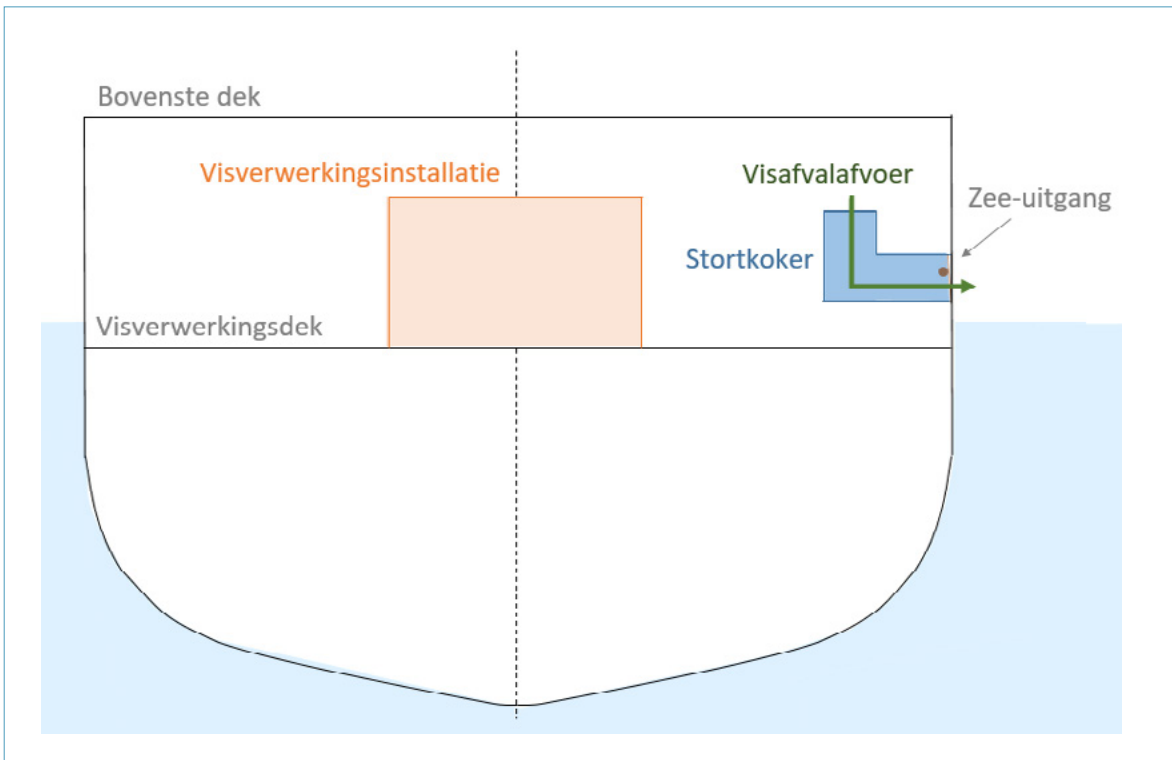 Bovenste dek
Visverwerkingsinstallatie
Visafvalafvoer
Zee-uitgang
Stortkoker
Visverwerkingsdek